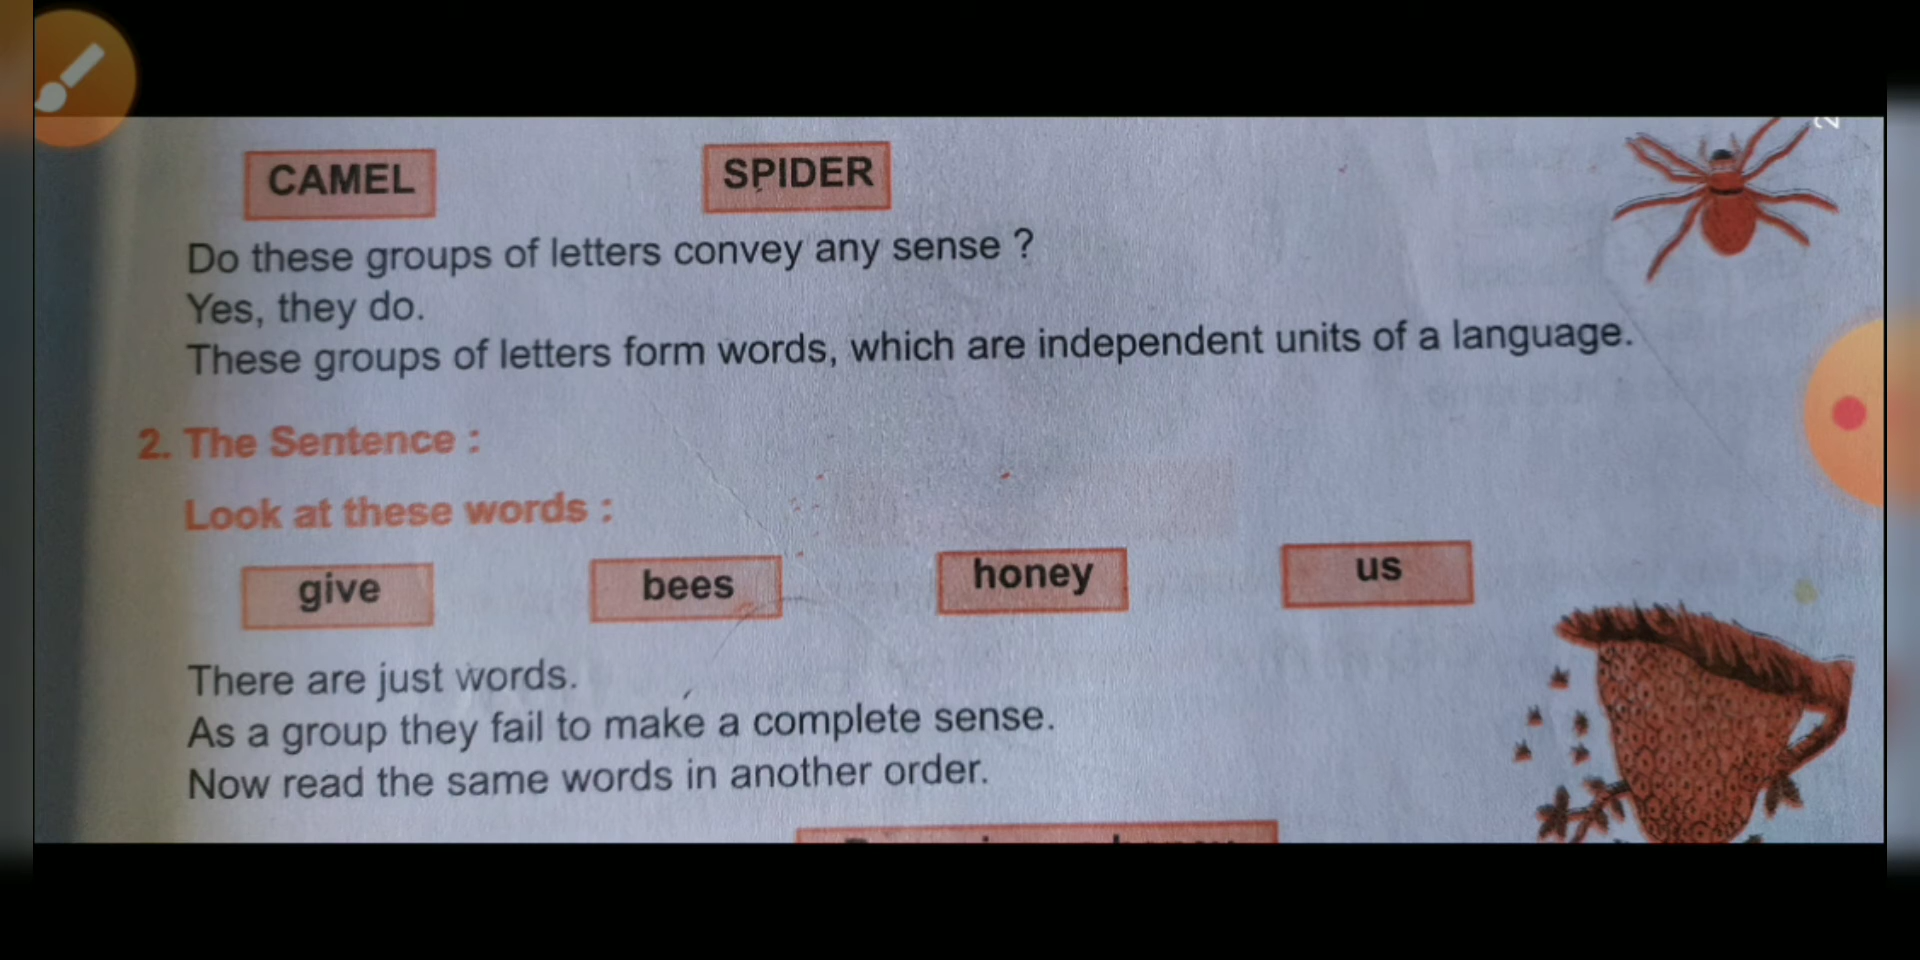 CAMEL SPIDER
Do these groups of letters convey any sense ?
Yes, they do.
These groups of letters form words, which are independent units of a language.
2. The Sentence :
Look at these words :
give bees honey us
There are just words.
As a group they fail to make a complete sense.
Now read the same words in another order.